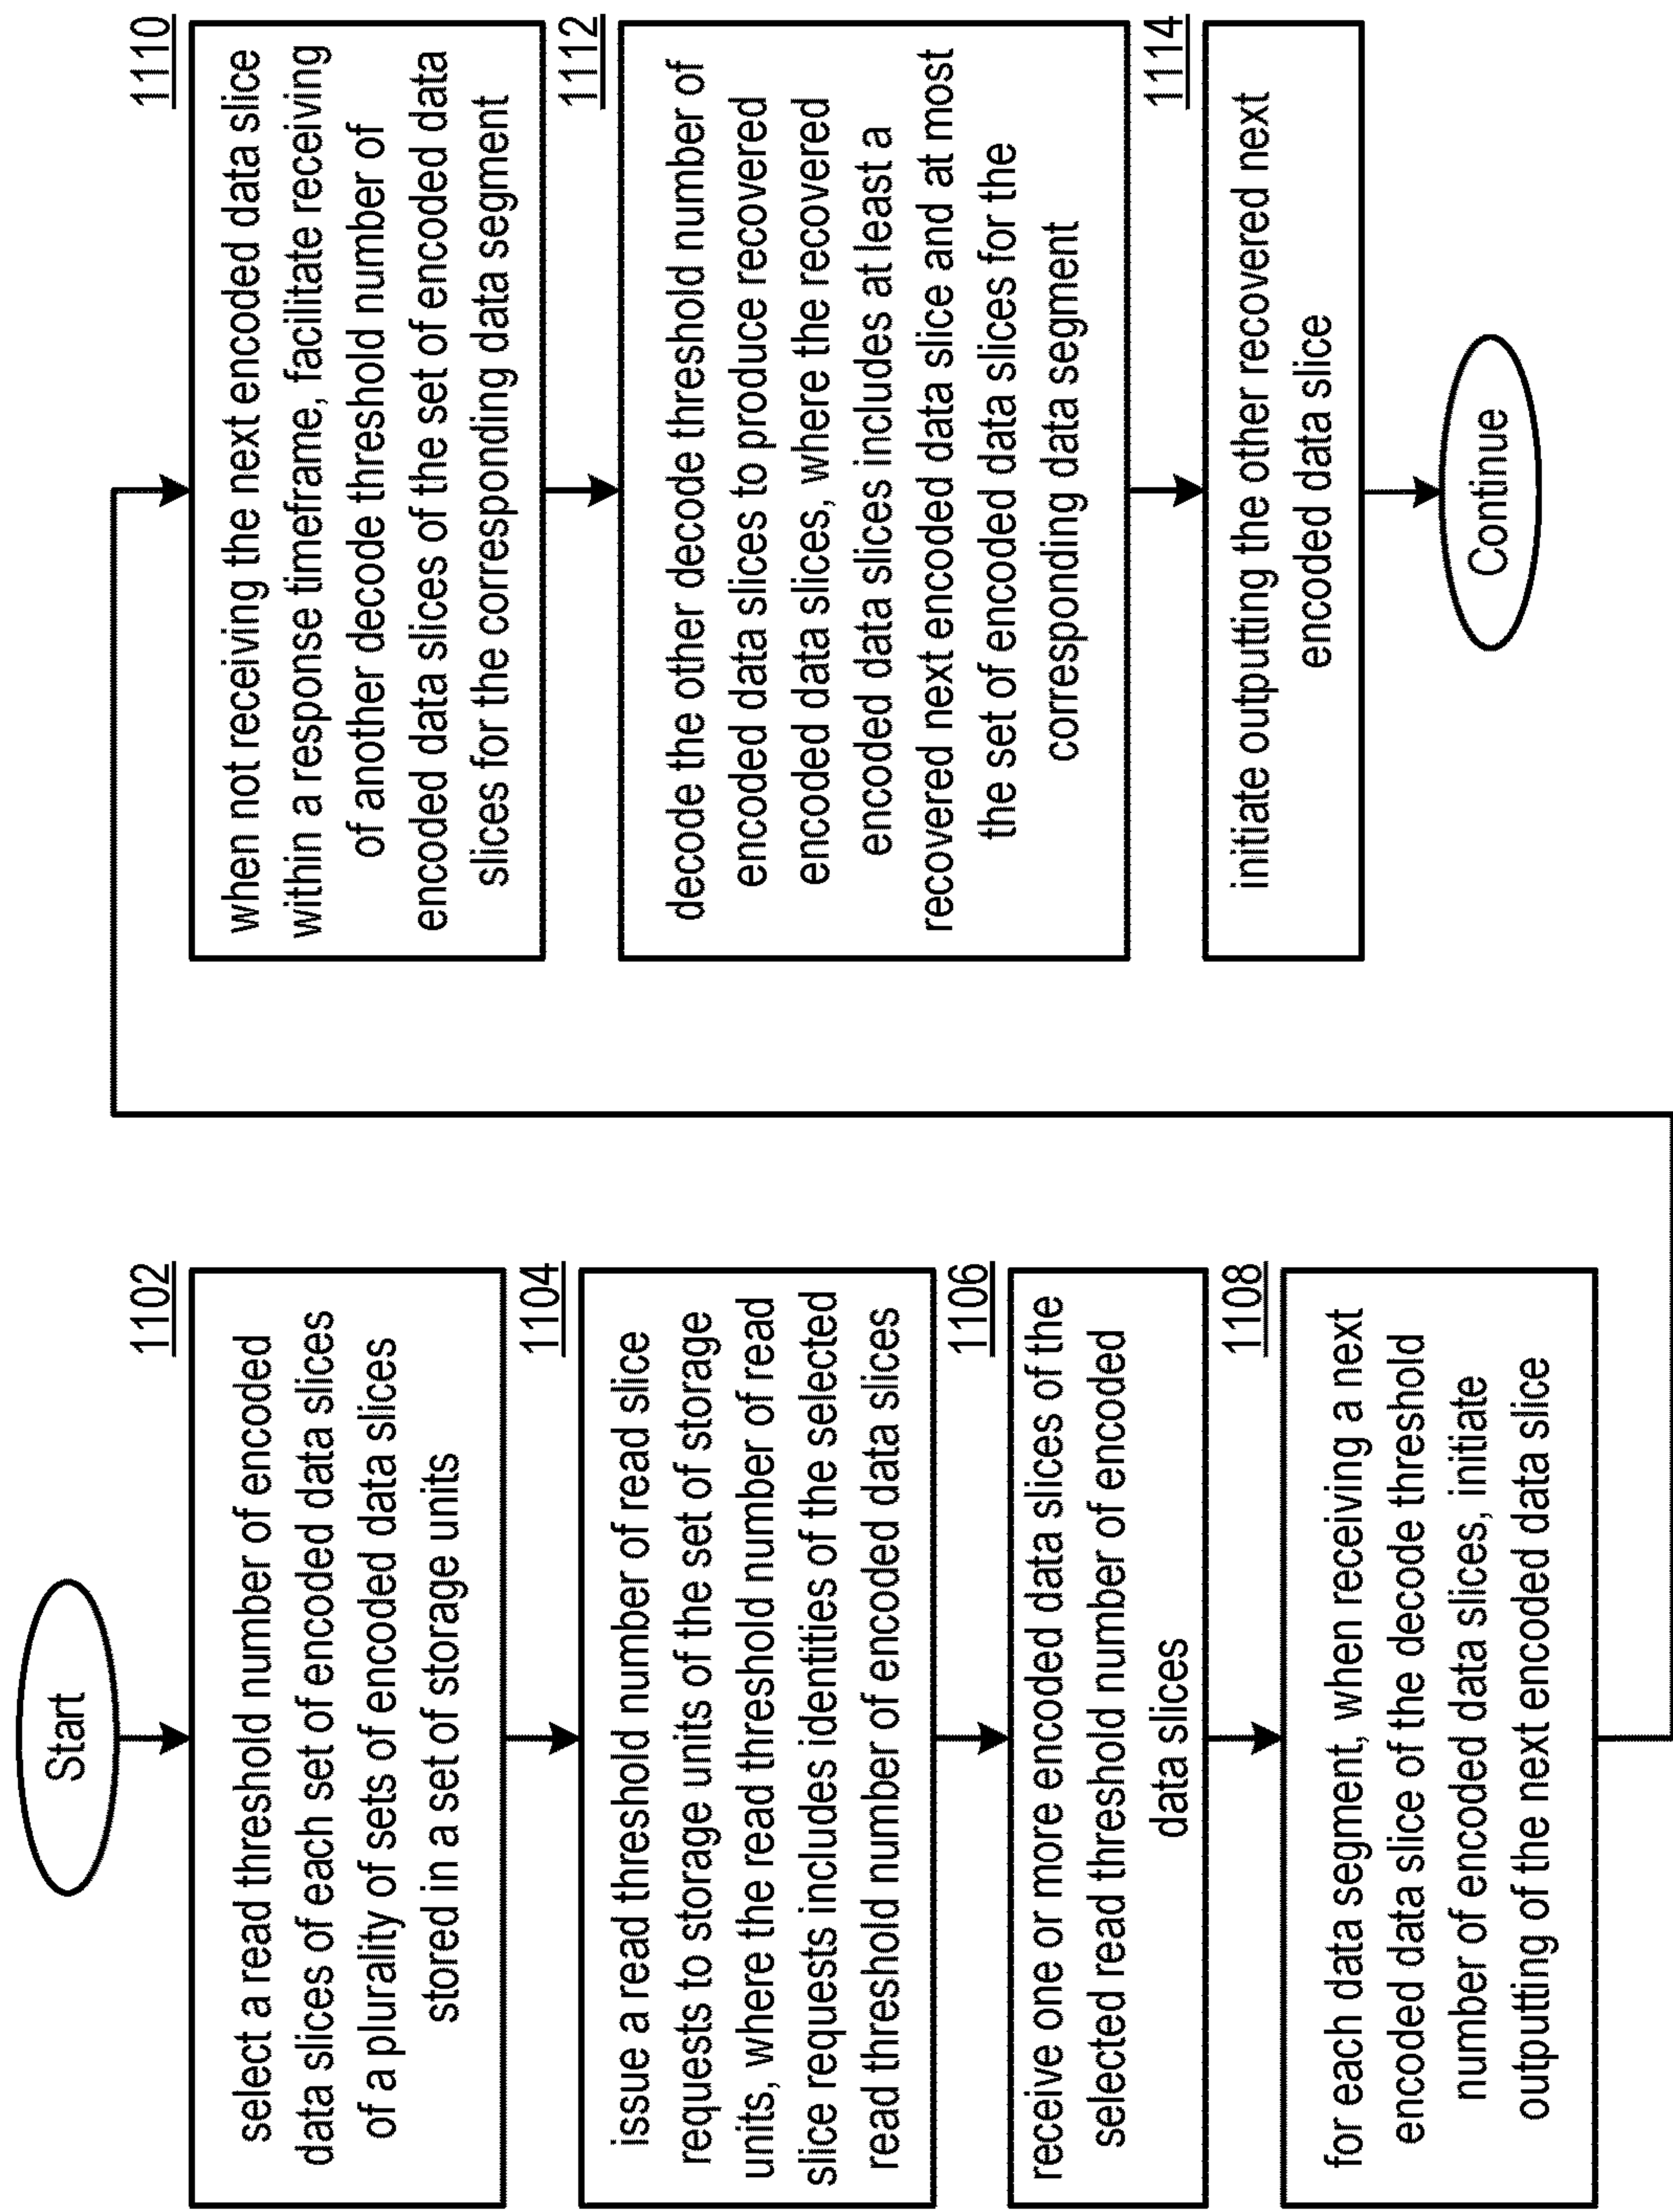 Start
1102
select a read threshold number of encoded
data slices of each set of encoded data slices
of a plurality of sets of encoded data slices
stored in a set of storage units
1104
issue a read threshold number of read slice
requests to storage units of the set of storage
units, where the read threshold number of read
slice requests includes identities of the selected
read threshold number of encoded data slices
1106
receive one or more encoded data slices of the
selected read threshold number of encoded
data slices
1108
for each data segment, when receiving a next
encoded data slice of the decode threshold
number of encoded data slices, initiate
outputting of the next encoded data slice
1110
when not receiving the next encoded data slice
within a response timeframe, facilitate receiving
of another decode threshold number of
encoded data slices of the set of encoded data
slices for the corresponding data segment
1112
decode the other decode threshold number of
encoded data slices to produce recovered
encoded data slices, where the recovered
encoded data slices includes at least a
recovered next encoded data slice and at most
the set of encoded data slices for the
corresponding data segment
1114
initiate outputting the other recovered next
encoded data slice
Continue